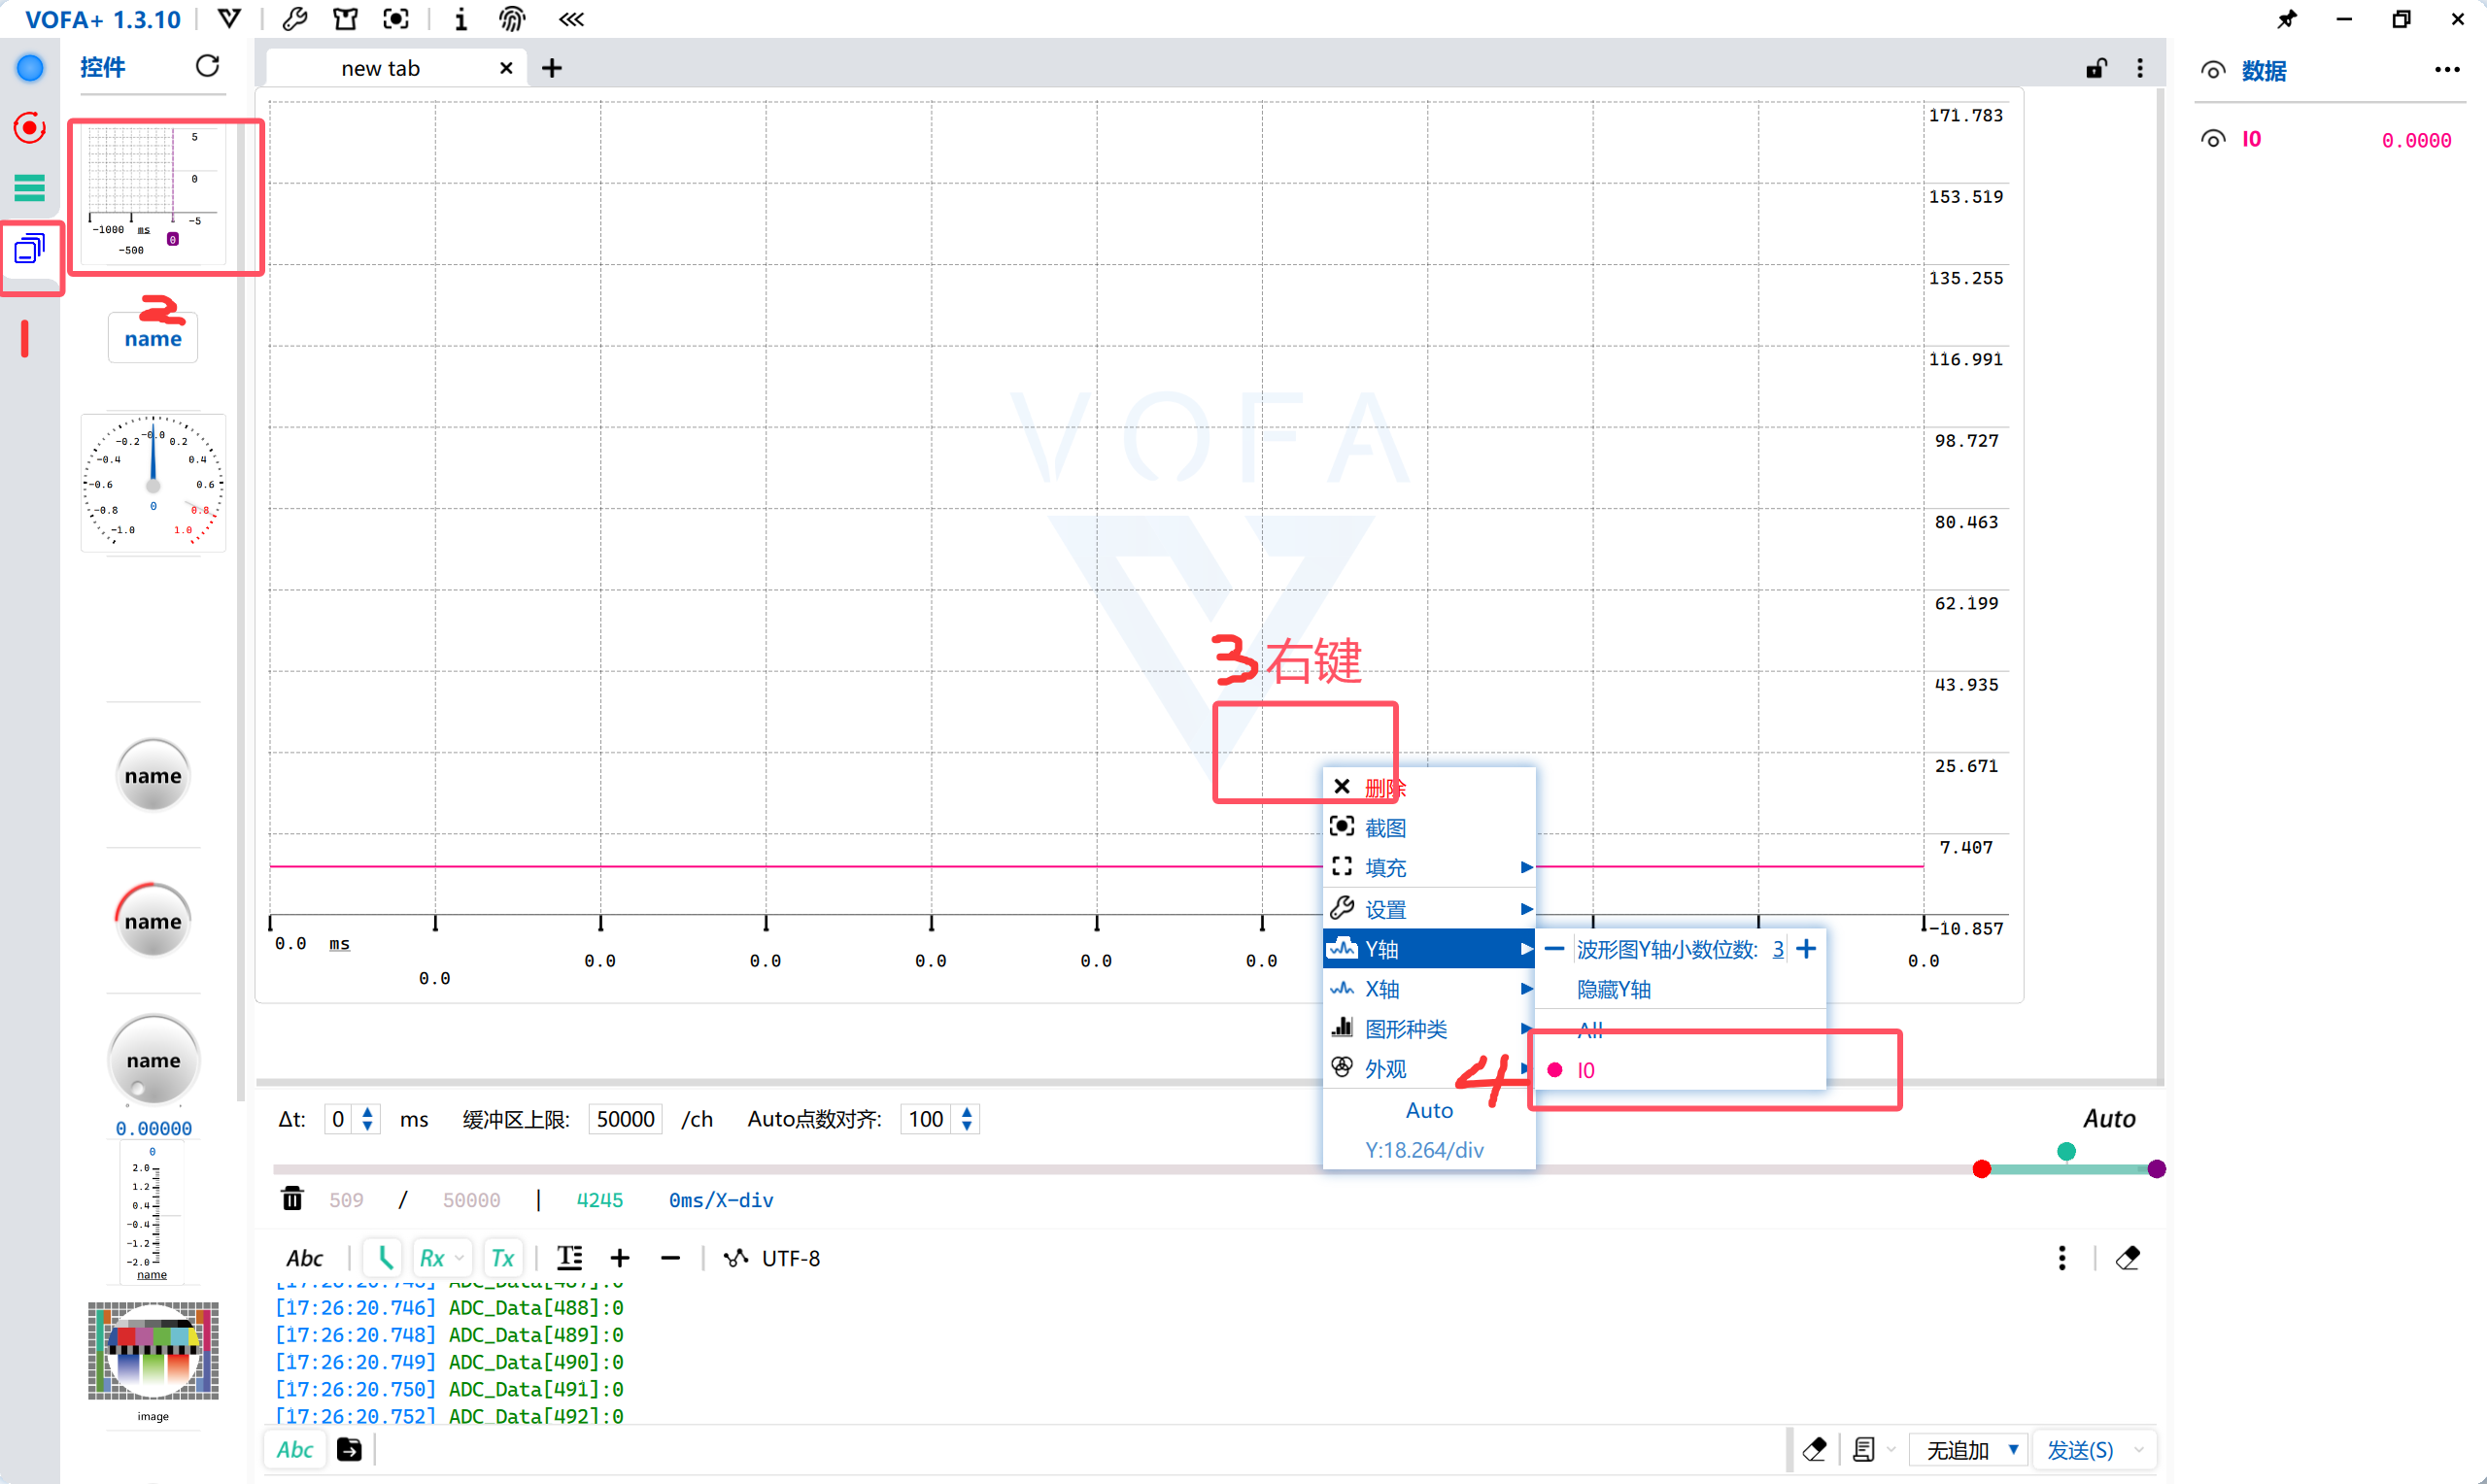 VOFA+ 1.3.10
控件
new tab
数据
I0 0.0000
5
0
-5
-1000 ms
0
-500
1
2
name
-0.0
-0.2 0.2
-0.4 0.4
-0.6 0.6
-0.8 0 0.8
-1.0 1.0
name
name
name
0.00000
0
2.0
1.2
0.4
-0.4
-1.2
-2.0
name
image
171.783
153.519
135.255
116.991
98.727
80.463
62.199
43.935
25.671
7.407
-10.857
VOFA
3右键
0.0 ms
0.0
0.0
0.0
0.0
0.0
0.0
0.0
删除
截图
填充
设置
Y轴
X轴
图形种类
外观
Auto
Y:18.264/div
波形图Y轴小数位数: 3
隐藏Y轴
All
I0
4
Δt: 0 ms 缓冲区上限: 50000 /ch Auto点数对齐: 100
Auto
509 / 50000 | 4245 0ms/X-div
Abc Rx Tx UTF-8
[17:26:20.746] ADC_Data[488]:0
[17:26:20.748] ADC_Data[489]:0
[17:26:20.749] ADC_Data[490]:0
[17:26:20.750] ADC_Data[491]:0
[17:26:20.752] ADC_Data[492]:0
Abc
无追加 发送(S)